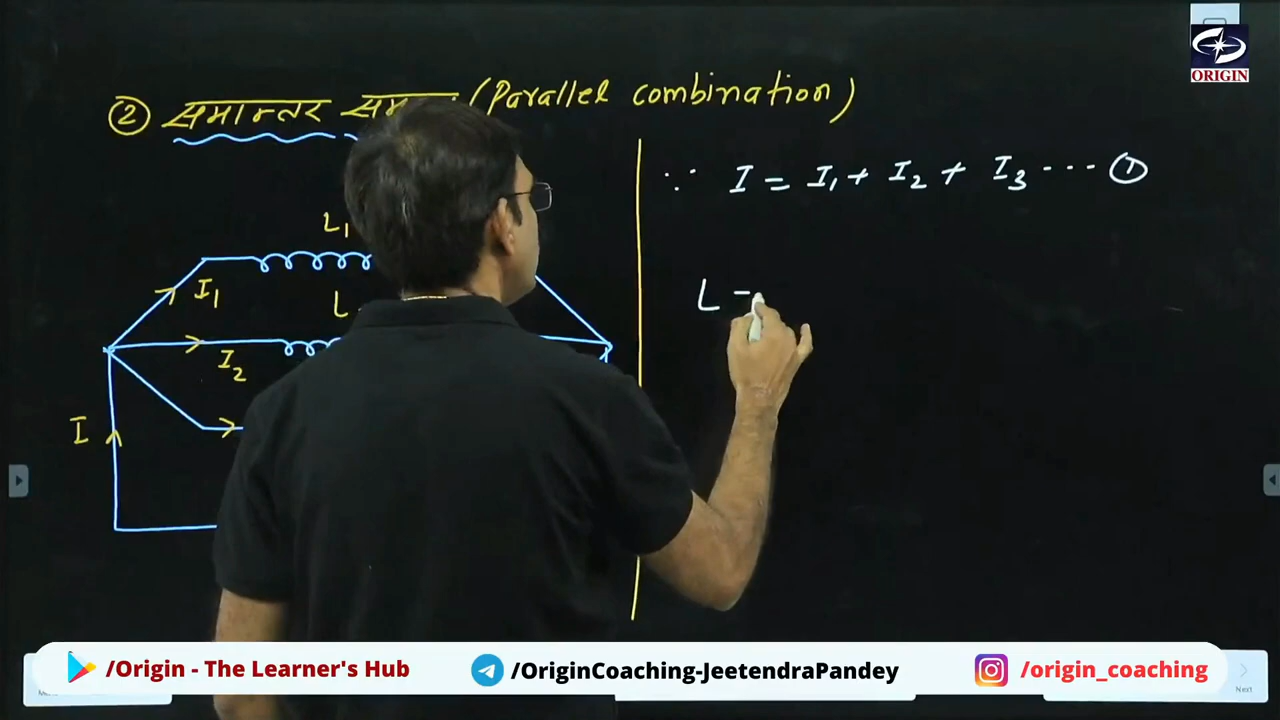 ORIGIN
② समान्तर (Parallel combination)
∵ I = I₁ + I₂ + I₃ --- ①
L₁
I₁
L =
L
I₂
I
/Origin - The Learner's Hub
/OriginCoaching-JeetendraPandey
/origin_coaching
Next